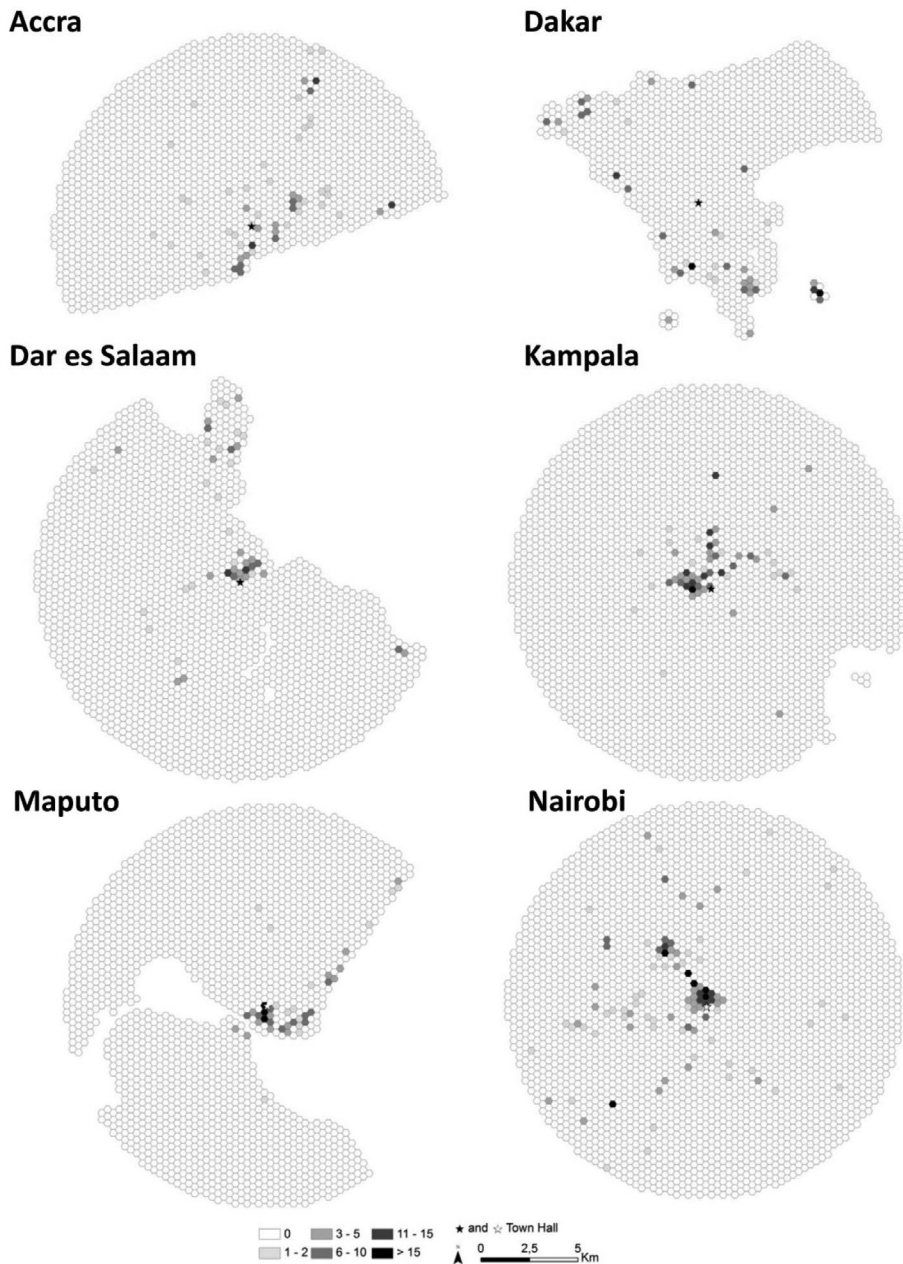 Accra
Dakar
Dar es Salaam
Kampala
Maputo
Nairobi
0 3 - 5 11 - 15 ★ and ☆ Town Hall
1 - 2 6 - 10 > 15 0 2,5 5 Km